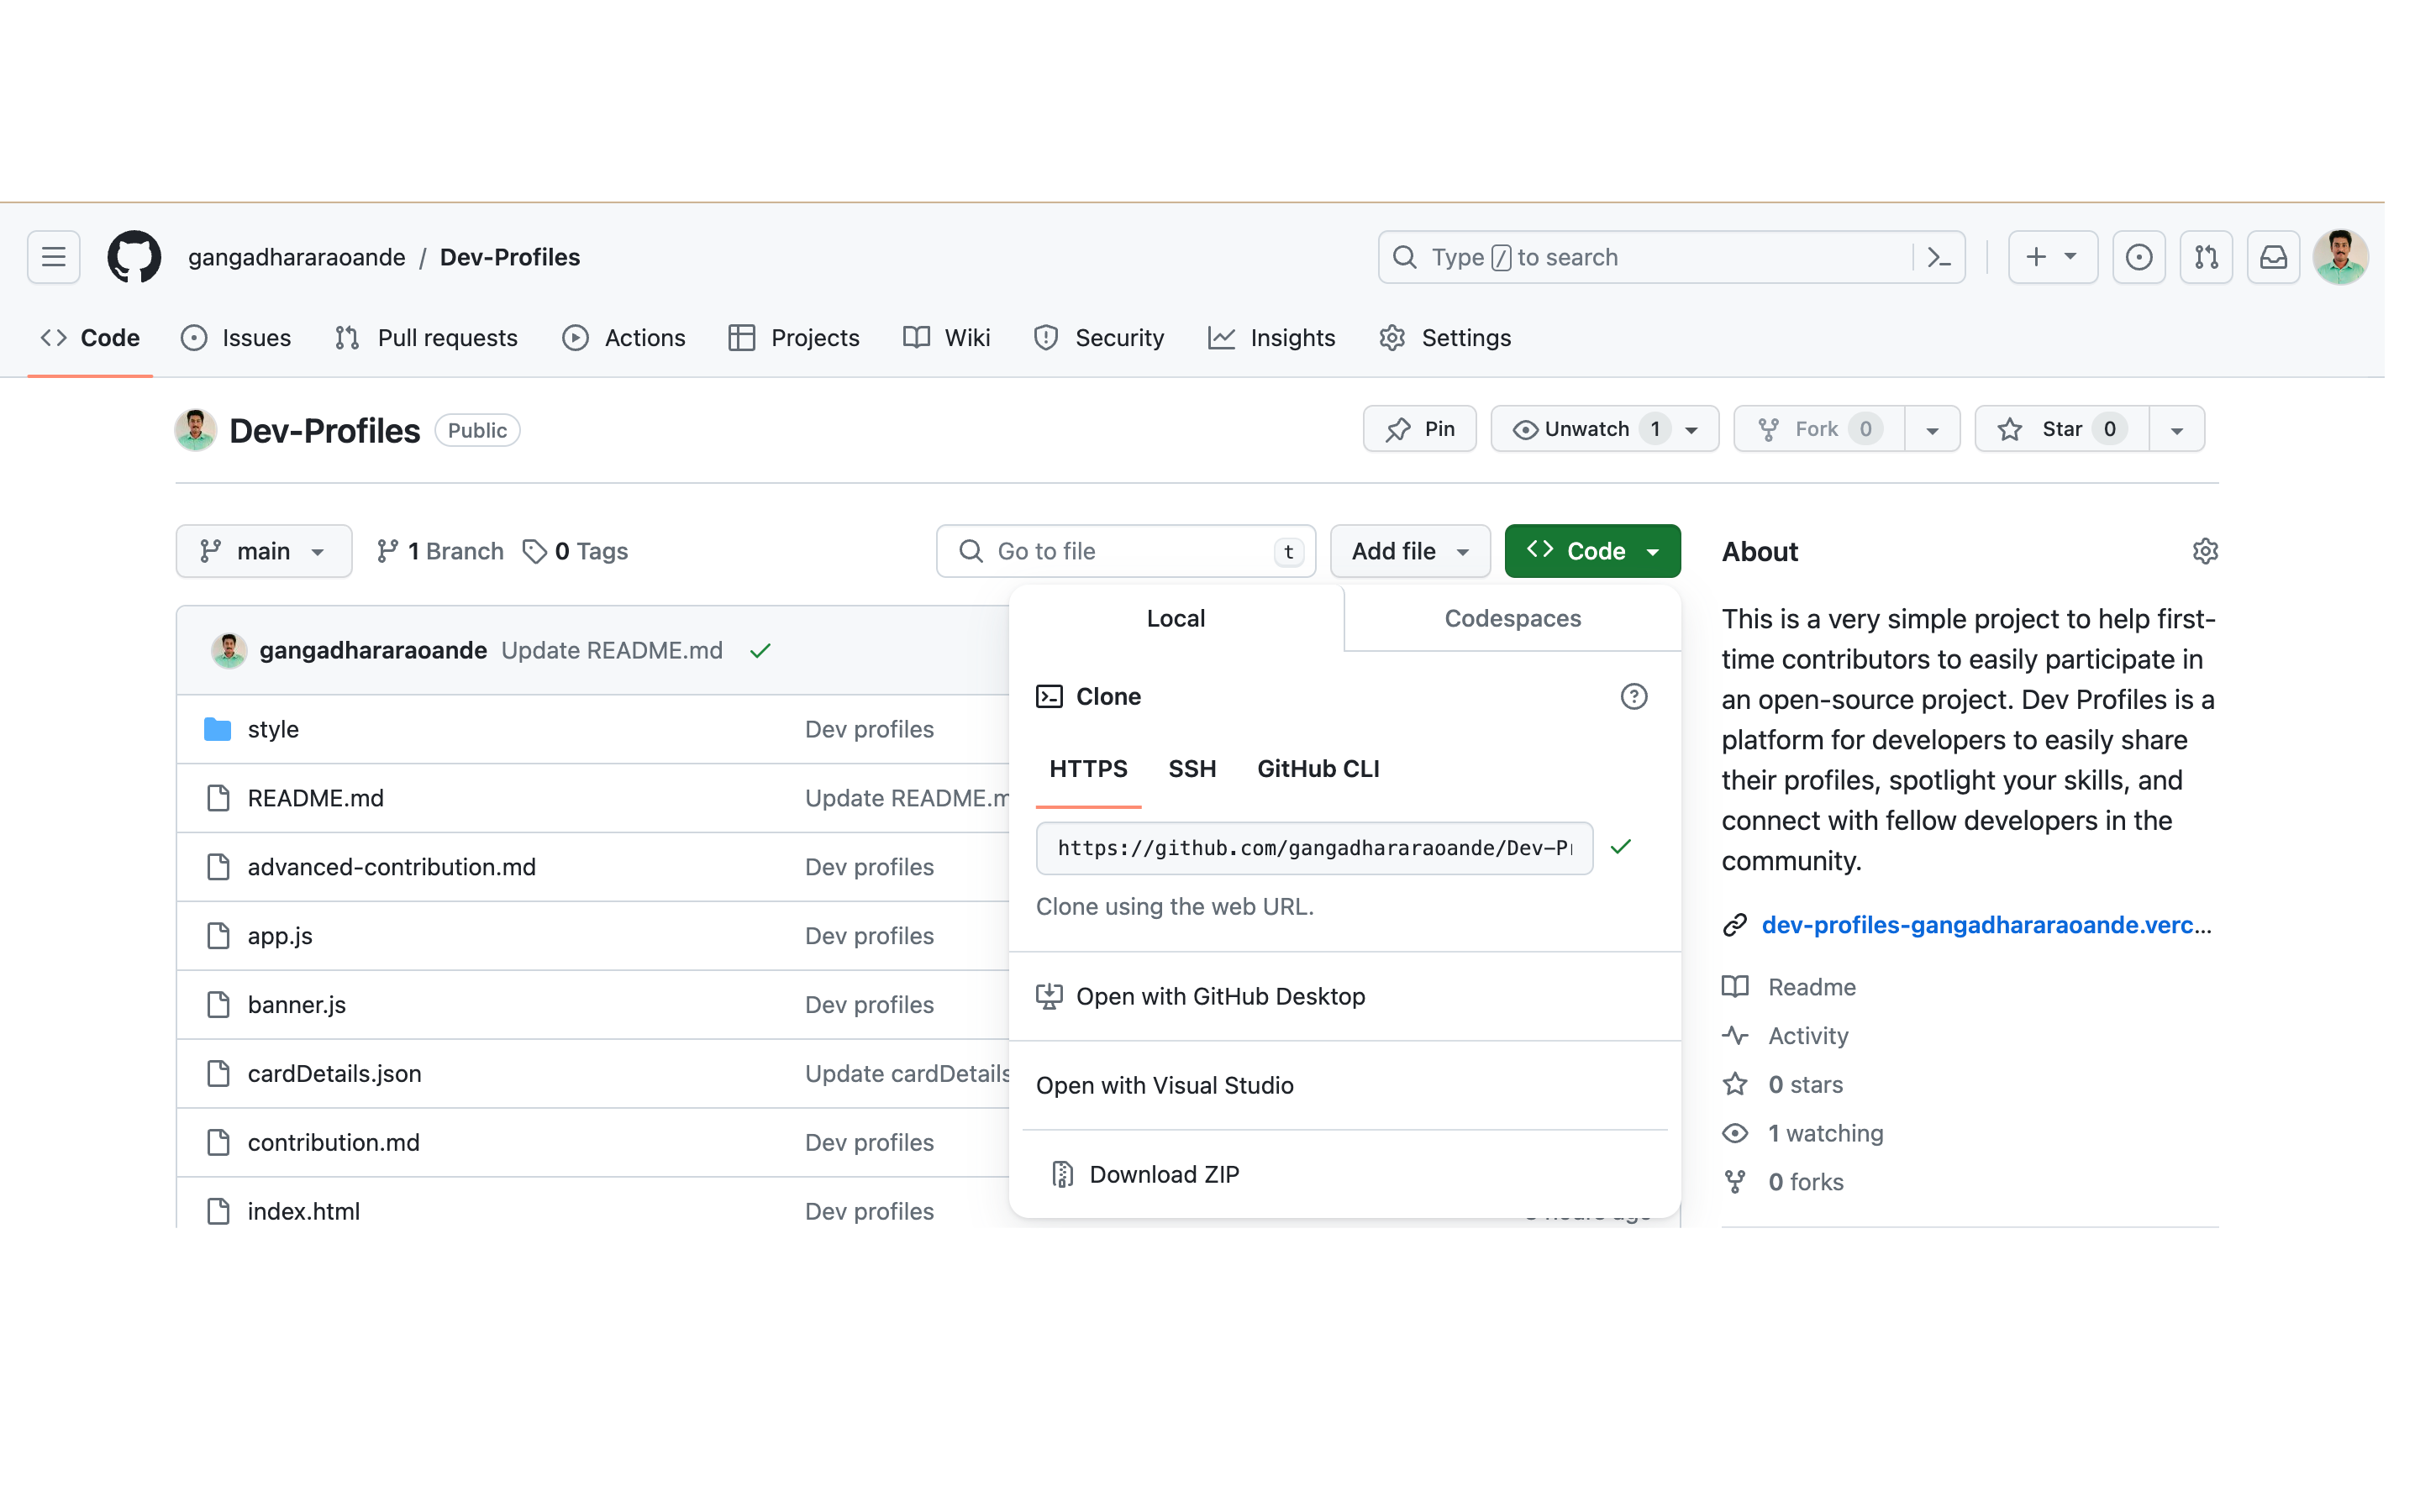 gangadhararaoande / Dev-Profiles
Type / to search
Code Issues Pull requests Actions Projects Wiki Security Insights Settings
Dev-Profiles Public
Pin Unwatch 1 Fork 0 Star 0
main 1 Branch 0 Tags
Go to file t Add file Code
About
gangadhararaoande Update README.md
style Dev profiles
README.md Update README.m
advanced-contribution.md Dev profiles
app.js Dev profiles
banner.js Dev profiles
cardDetails.json Update cardDetails
contribution.md Dev profiles
index.html Dev profiles
Local Codespaces
Clone
HTTPS SSH GitHub CLI
https://github.com/gangadhararaoande/Dev-Pr
Clone using the web URL.
Open with GitHub Desktop
Open with Visual Studio
Download ZIP
This is a very simple project to help first-
time contributors to easily participate in
an open-source project. Dev Profiles is a
platform for developers to easily share
their profiles, spotlight your skills, and
connect with fellow developers in the
community.
dev-profiles-gangadhararaoande.verc...
Readme
Activity
0 stars
1 watching
0 forks